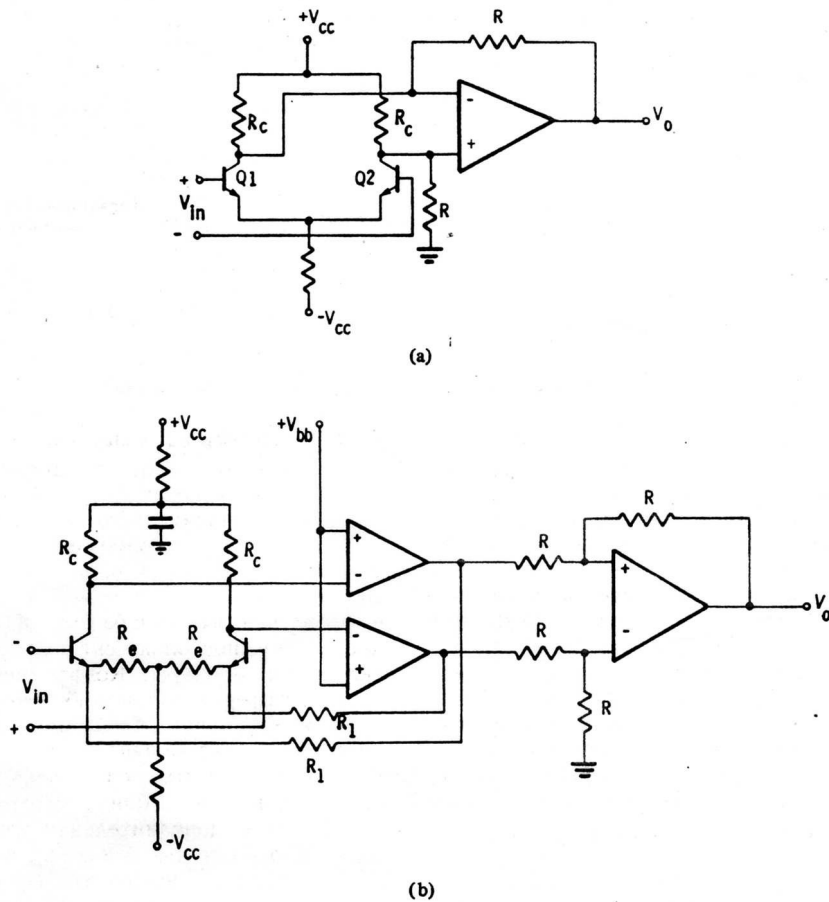 +Vcc
R
Rc
Rc
-
+
Vo
+
Q1
Q2
Vin
R
-
-Vcc
(a)
+Vcc
+Vbb
R
Rc
Rc
+
-
R
+
Vo
-
R
e
R
e
-
+
R
-
Vin
R
+
R1
R1
-Vcc
(b)